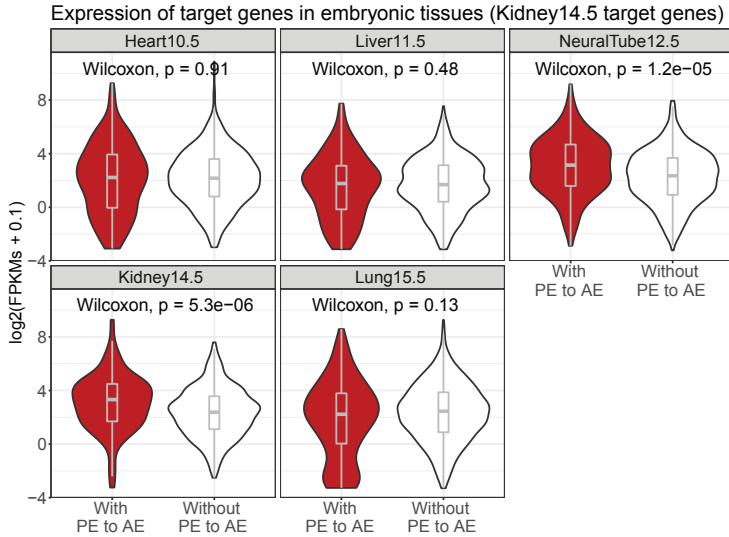 Expression of target genes in embryonic tissues (Kidney14.5 target genes)
Heart10.5
Liver11.5
NeuralTube12.5
Wilcoxon, p = 0.91
Wilcoxon, p = 0.48
Wilcoxon, p = 1.2e−05
8
4
0
−4
Kidney14.5
Lung15.5
With
PE to AE
Without
PE to AE
Wilcoxon, p = 5.3e−06
Wilcoxon, p = 0.13
log2(FPKMs + 0.1)
8
4
0
−4
With
PE to AE
Without
PE to AE
With
PE to AE
Without
PE to AE